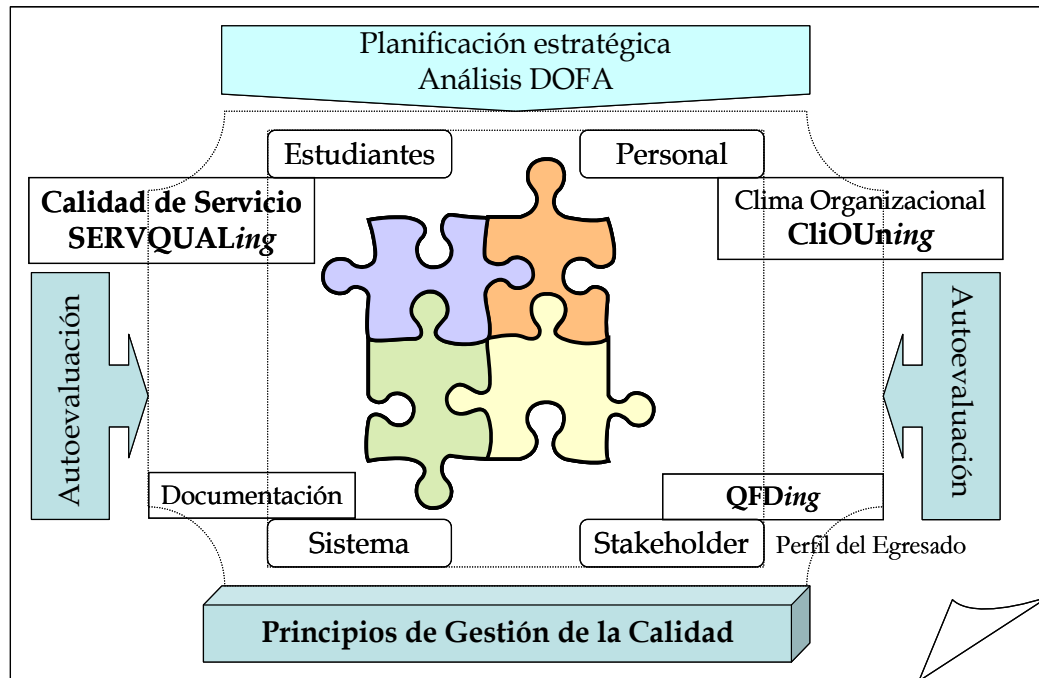 Planificación estratégica
Análisis DOFA
Estudiantes
Personal
Calidad de Servicio
SERVQUALing
Clima Organizacional
CliOUning
Autoevaluación
Autoevaluación
Documentación
QFDing
Sistema
Stakeholder
Perfil del Egresado
Principios de Gestión de la Calidad